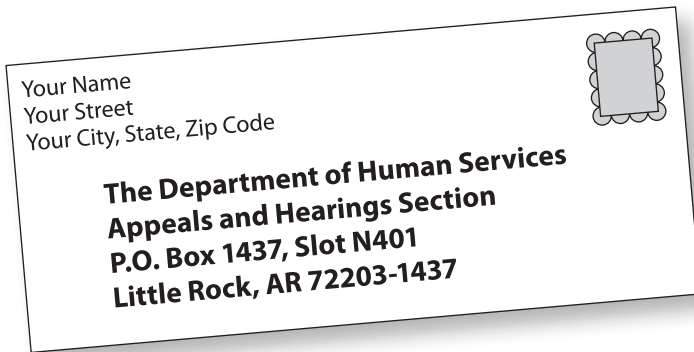 Your Name
Your Street
Your City, State, Zip Code
The Department of Human Services
Appeals and Hearings Section
P.O. Box 1437, Slot N401
Little Rock, AR 72203-1437